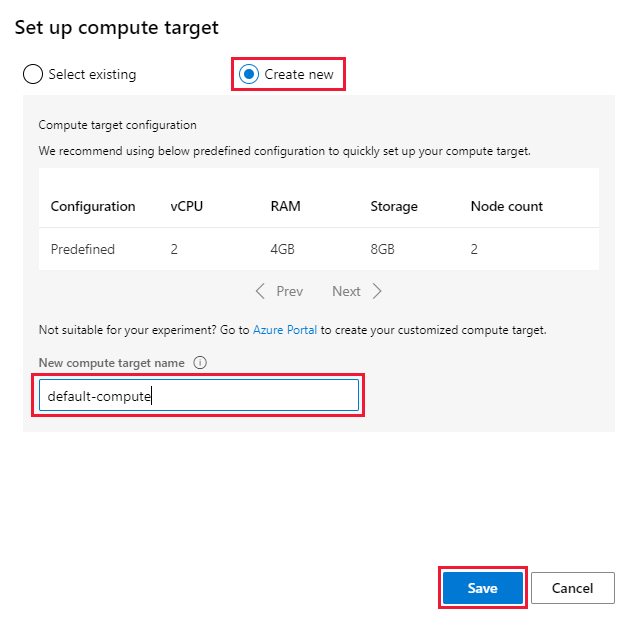 Set up compute target
Select existing Create new
Compute target configuration
We recommend using below predefined configuration to quickly set up your compute target.
Configuration vCPU RAM Storage Node count
Predefined 2 4GB 8GB 2
Prev Next
Not suitable for your experiment? Go to Azure Portal to create your customized compute target.
New compute target name
default-compute
Save Cancel